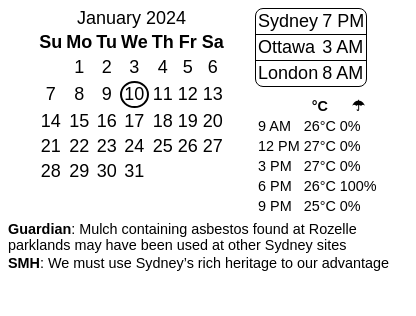 January 2024
Su Mo Tu We Th Fr Sa
1 2 3 4 5 6
7 8 9 10 11 12 13
14 15 16 17 18 19 20
21 22 23 24 25 26 27
28 29 30 31
Sydney 7 PM
Ottawa 3 AM
London 8 AM
°C ☂
9 AM 26°C 0%
12 PM 27°C 0%
3 PM 27°C 0%
6 PM 26°C 100%
9 PM 25°C 0%
Guardian: Mulch containing asbestos found at Rozelle
parklands may have been used at other Sydney sites
SMH: We must use Sydney’s rich heritage to our advantage